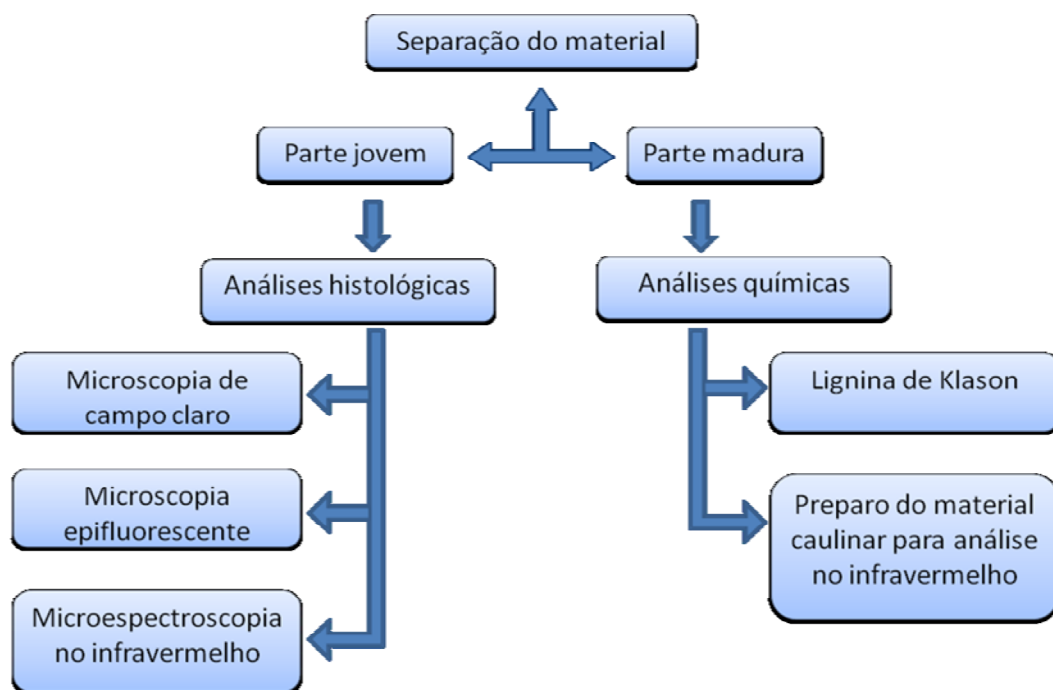 Separação do material
Parte jovem
Parte madura
Análises histológicas
Análises químicas
Microscopia de
campo claro
Lignina de Klason
Microscopia
epifluorescente
Preparo do material
caulinar para análise
no infravermelho
Microespectroscopia
no infravermelho